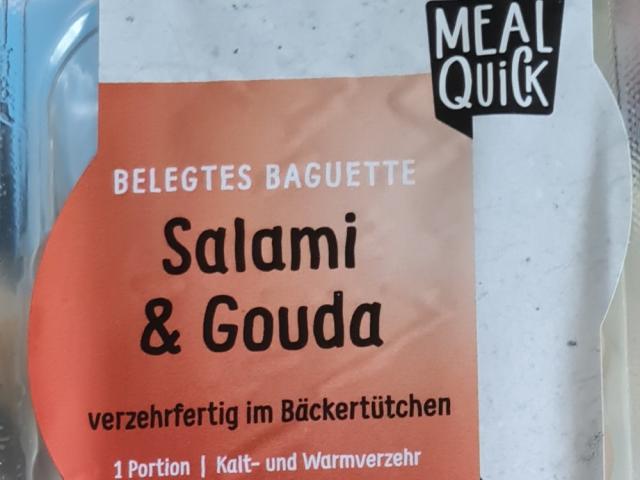 MEAL
QUiCK
BELEGTES BAGUETTE
Salami
& Gouda
verzehrfertig im Bäckertütchen
1 Portion | Kalt- und Warmverzehr